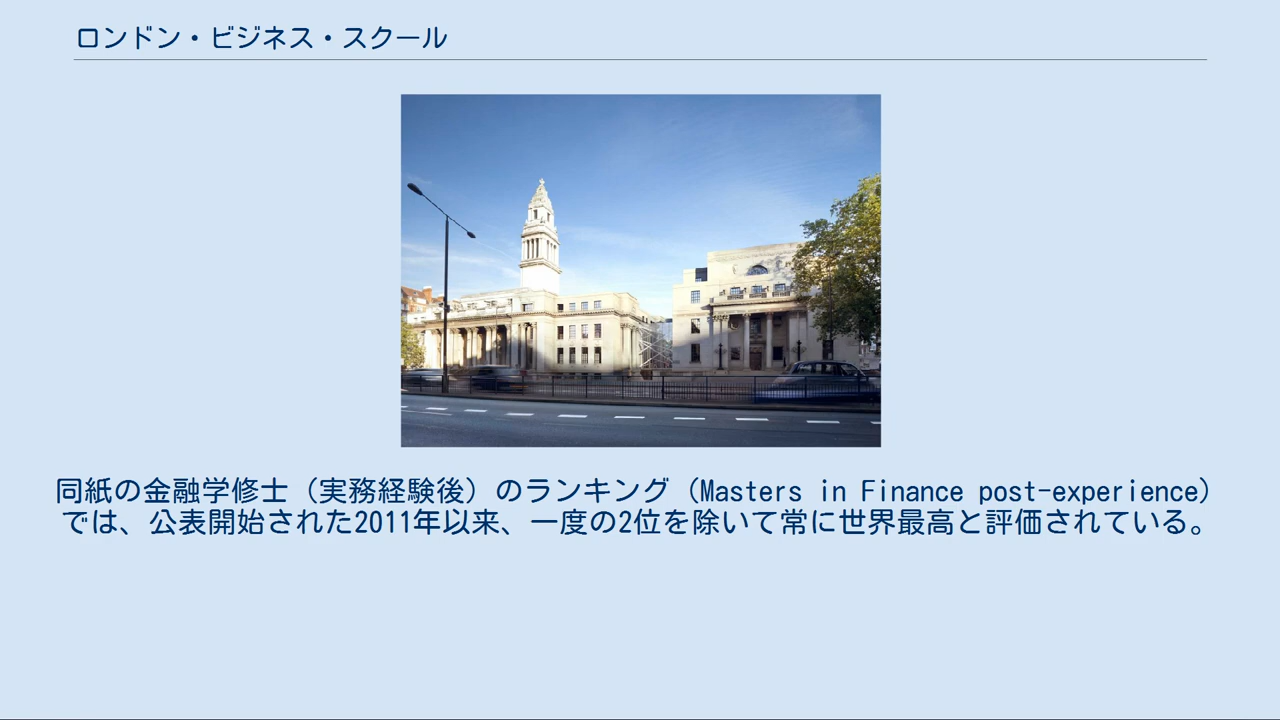 ロンドン・ビジネス・スクール
同紙の金融学修士（実務経験後）のランキング（Masters in Finance post-experience）
では、公表開始された2011年以来、一度の2位を除いて常に世界最高と評価されている。